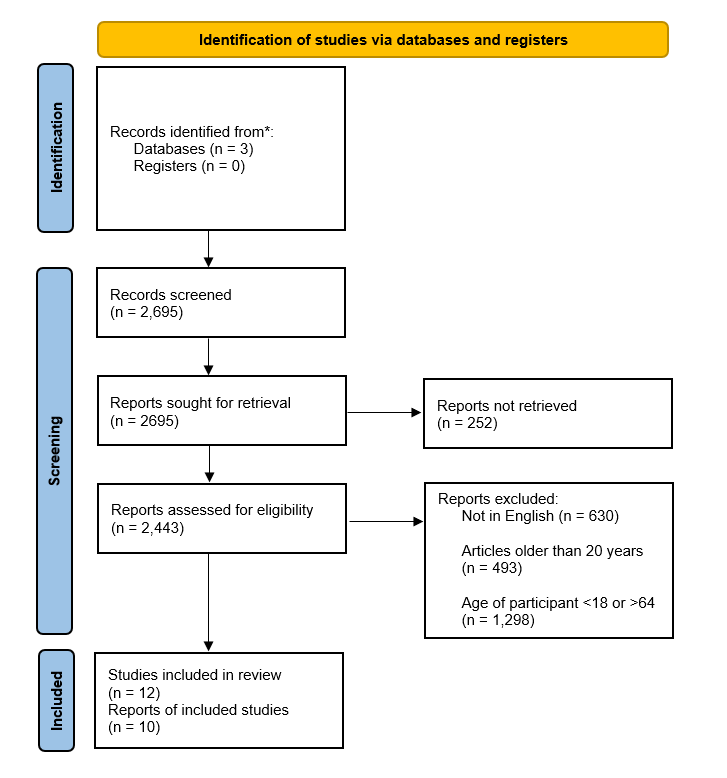 Identification of studies via databases and registers
Identification
Records identified from*:
Databases (n = 3)
Registers (n = 0)
Screening
Records screened
(n = 2,695)
Reports sought for retrieval
(n = 2695)
Reports not retrieved
(n = 252)
Reports assessed for eligibility
(n = 2,443)
Reports excluded:
Not in English (n = 630)
Articles older than 20 years
(n = 493)
Age of participant <18 or >64
(n = 1,298)
Included
Studies included in review
(n = 12)
Reports of included studies
(n = 10)